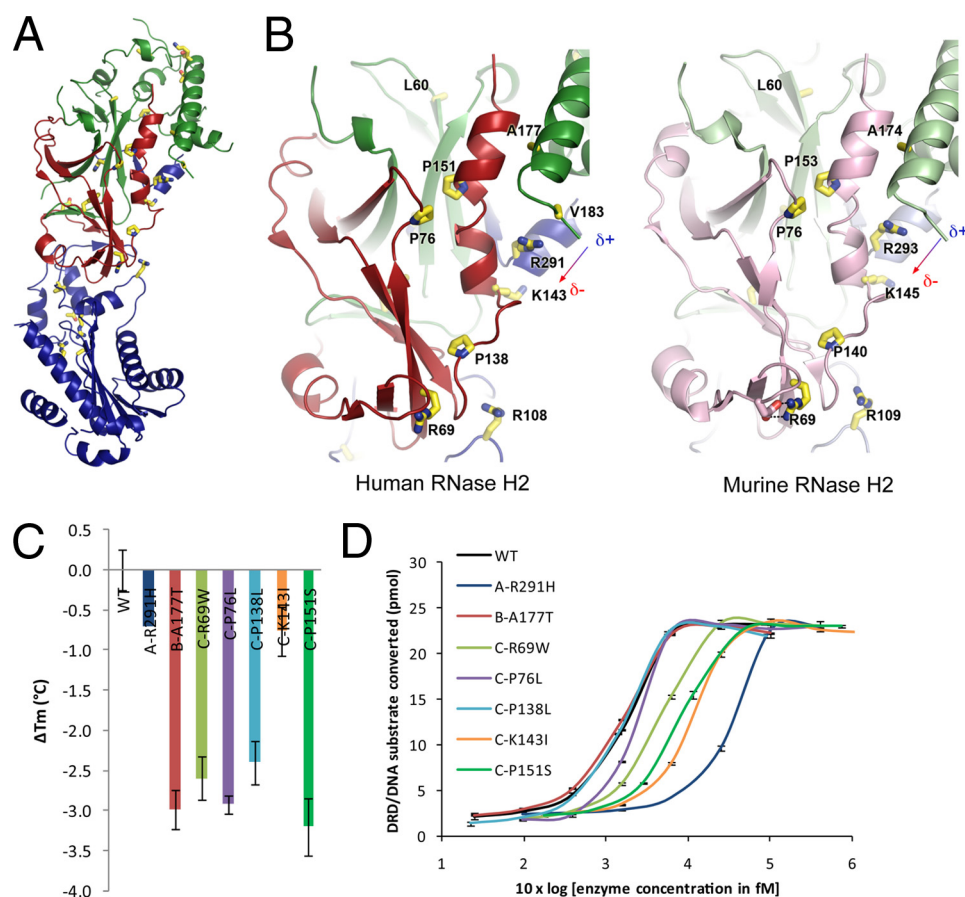 A
B
L60
A177
P151
V183
P76
δ+
R291
K143 δ-
P138
R108
R69
Human RNase H2
L60
A174
P153
P76
δ+
R293
K145 δ-
P140
R69
R109
Murine RNase H2
C
0.5
0.0
-0.5
-1.0
-1.5
-2.0
-2.5
-3.0
-3.5
-4.0
ΔTm (°C)
WT
A-R291H
B-A177T
C-R69W
C-P76L
C-P138L
C-K143I
C-P151S
D
WT
A-R291H
B-A177T
C-R69W
C-P76L
C-P138L
C-K143I
C-P151S
30
25
20
15
10
5
0
DRD/DNA substrate converted (pmol)
1 2 3 4 5 6
10 x log [enzyme concentration in fM]